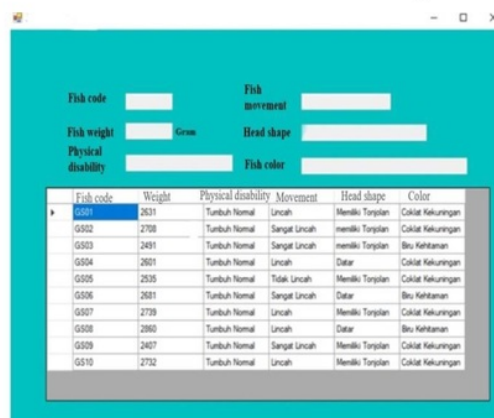 Fish code
Fish movement
Fish weight Gram
Head shape
Physical disability
Fish color
Fish code Weight Physical disability Movement Head shape Color
GS01 2631 Tumbuh Normal Lincah Memiliki Tonjolan Coklat Kekuningan
GS02 2708 Tumbuh Normal Sangat Lincah memiliki Tonjolan Coklat Kekuningan
GS03 2491 Tumbuh Normal Sangat Lincah memiliki Tonjolan Biru Kehitaman
GS04 2601 Tumbuh Normal Lincah Datar Coklat Kekuningan
GS05 2535 Tumbuh Normal Tidak Lincah Memiliki Tonjolan Coklat Kekuningan
GS06 2681 Tumbuh Normal Sangat Lincah Datar Biru Kehitaman
GS07 2739 Tumbuh Normal Lincah Memiliki Tonjolan Coklat Kekuningan
GS08 2860 Tumbuh Normal Lincah Datar Biru Kehitaman
GS09 2407 Tumbuh Normal Sangat Lincah Memiliki Tonjolan Coklat Kekuningan
GS10 2732 Tumbuh Normal Lincah Memiliki Tonjolan Coklat Kekuningan